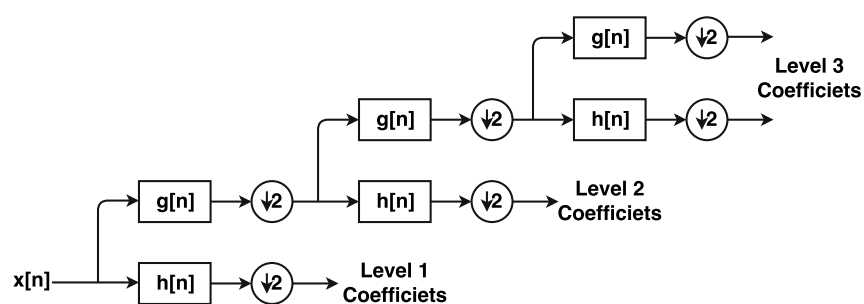 g[n]
↓2
Level 3
Coefficiets
g[n]
↓2
h[n]
↓2
g[n]
↓2
h[n]
↓2
Level 2
Coefficiets
x[n]
h[n]
↓2
Level 1
Coefficiets